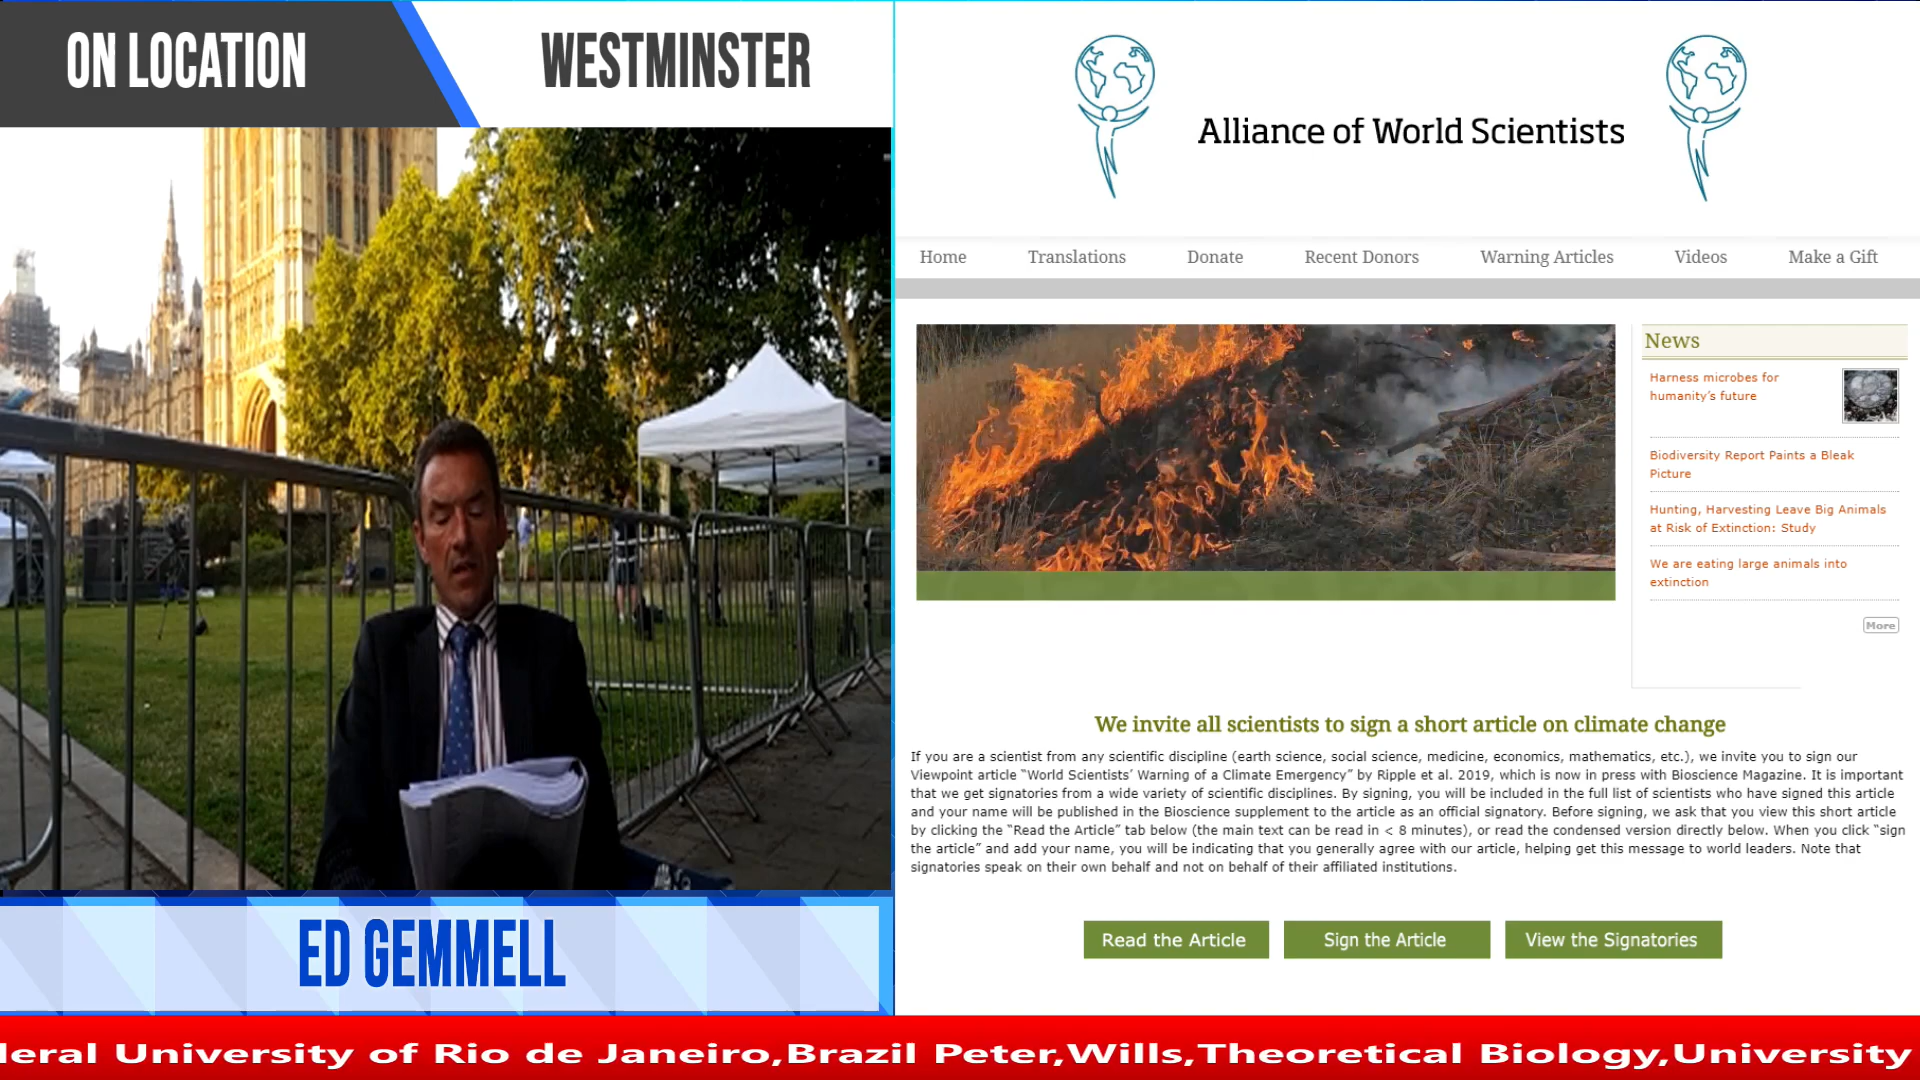 ON LOCATION
WESTMINSTER
ED GEMMELL
Alliance of World Scientists
Home Translations Donate Recent Donors Warning Articles Videos Make a Gift
News
Harness microbes for
humanity's future
Biodiversity Report Paints a Bleak
Picture
Hunting, Harvesting Leave Big Animals
at Risk of Extinction: Study
We are eating large animals into
extinction
More
We invite all scientists to sign a short article on climate change
If you are a scientist from any scientific discipline (earth science, social science, medicine, economics, mathematics, etc.), we invite you to sign our
Viewpoint article “World Scientists’ Warning of a Climate Emergency” by Ripple et al. 2019, which is now in press with Bioscience Magazine. It is important
that we get signatories from a wide variety of scientific disciplines. By signing, you will be included in the full list of scientists who have signed this article
and your name will be published in the Bioscience supplement to the article as an official signatory. Before signing, we ask that you view this short article
by clicking the “Read the Article” tab below (the main text can be read in < 8 minutes), or read the condensed version directly below. When you click “sign
the article” and add your name, you will be indicating that you generally agree with our article, helping get this message to world leaders. Note that
signatories speak on their own behalf and not on behalf of their affiliated institutions.
Read the Article Sign the Article View the Signatories
leral University of Rio de Janeiro,Brazil Peter,Wills,Theoretical Biology,University